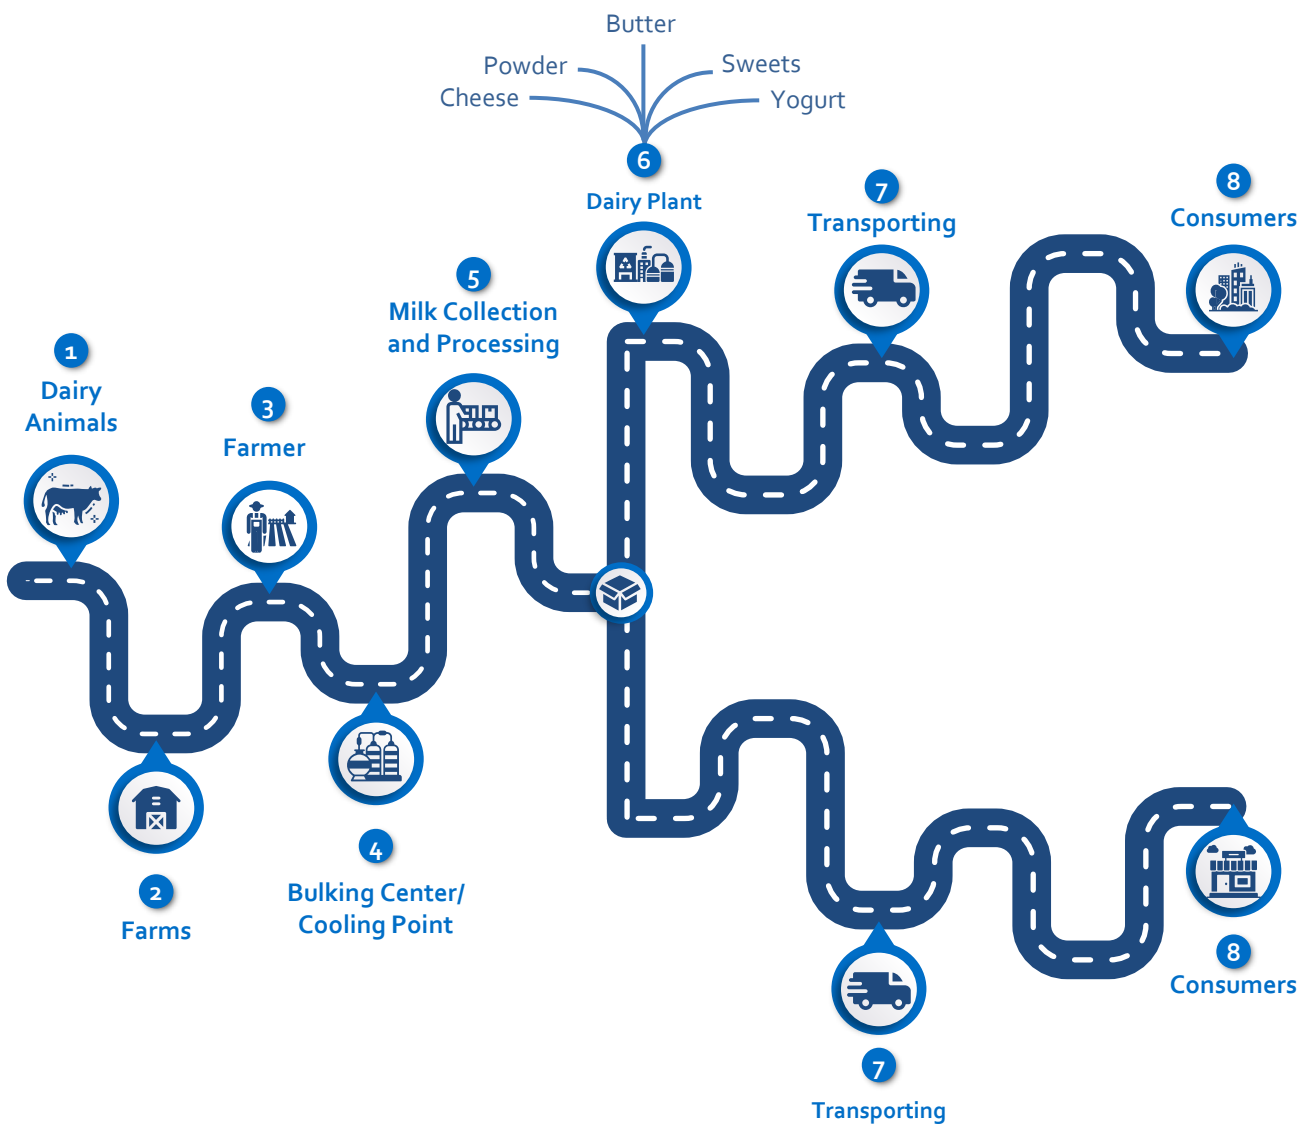 Butter
Powder
Sweets
Cheese
Yogurt
6
Dairy Plant
7
Transporting
8
Consumers
5
Milk Collection
and Processing
1
Dairy
Animals
3
Farmer
2
Farms
4
Bulking Center/
Cooling Point
8
Consumers
7
Transporting